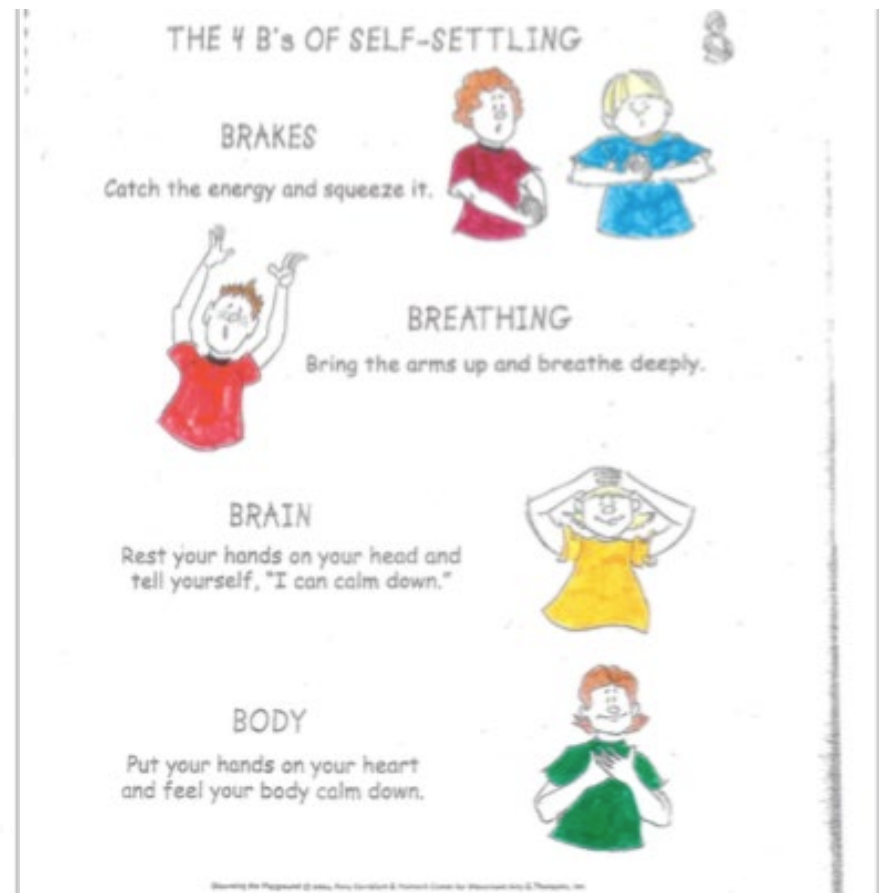 THE 4 B's OF SELF-SETTLING
BRAKES
Catch the energy and squeeze it.
BREATHING
Bring the arms up and breathe deeply.
BRAIN
Rest your hands on your head and
tell yourself, "I can calm down."
BODY
Put your hands on your heart
and feel your body calm down.